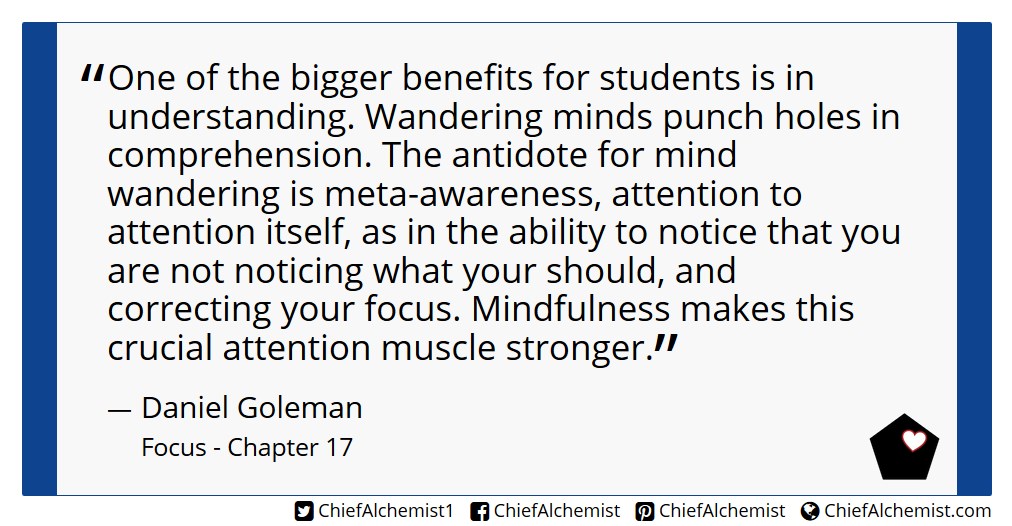 “One of the bigger benefits for students is in
understanding. Wandering minds punch holes in
comprehension. The antidote for mind
wandering is meta-awareness, attention to
attention itself, as in the ability to notice that you
are not noticing what your should, and
correcting your focus. Mindfulness makes this
crucial attention muscle stronger.”
— Daniel Goleman
Focus - Chapter 17
ChiefAlchemist1 ChiefAlchemist ChiefAlchemist ChiefAlchemist.com